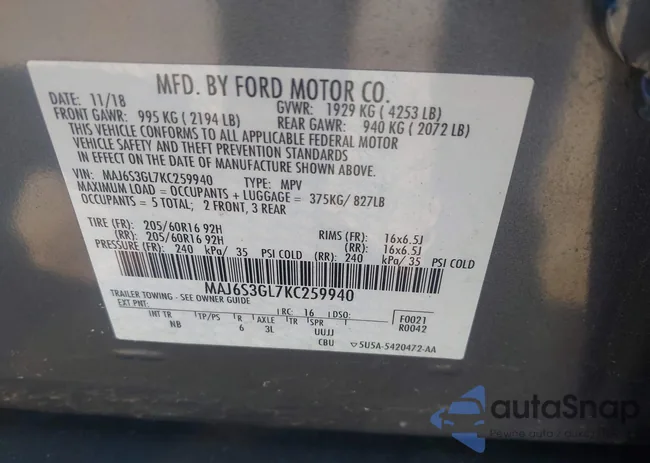 MFD. BY FORD MOTOR CO.
DATE: 11/18 GVWR: 1929 KG ( 4253 LB)
FRONT GAWR: 995 KG ( 2194 LB) REAR GAWR: 940 KG ( 2072 LB)
THIS VEHICLE CONFORMS TO ALL APPLICABLE FEDERAL MOTOR
VEHICLE SAFETY AND THEFT PREVENTION STANDARDS
IN EFFECT ON THE DATE OF MANUFACTURE SHOWN ABOVE.
VIN: MAJ6S3GL7KC259940 TYPE: MPV
MAXIMUM LOAD = OCCUPANTS + LUGGAGE = 375KG/ 827LB
OCCUPANTS = 5 TOTAL; 2 FRONT, 3 REAR
TIRE (FR): 205/60R16 92H RIMS (FR): 16x6.5J
(RR): 205/60R16 92H (RR): 16x6.5J
PRESSURE (FR): 240 kPa/ 35 PSI COLD (RR): 240 kPa/ 35 PSI COLD
MAJ6S3GL7KC259940
TRAILER TOWING - SEE OWNER GUIDE
EXT PNT: RC: 16 DSO: F0021
R0042
INT TR TP/PS R AXLE TR SPR
NB 6 3L UUJJ
CBU 5U5A-5420472-AA
autoSnap
Pewne auto z aukcji